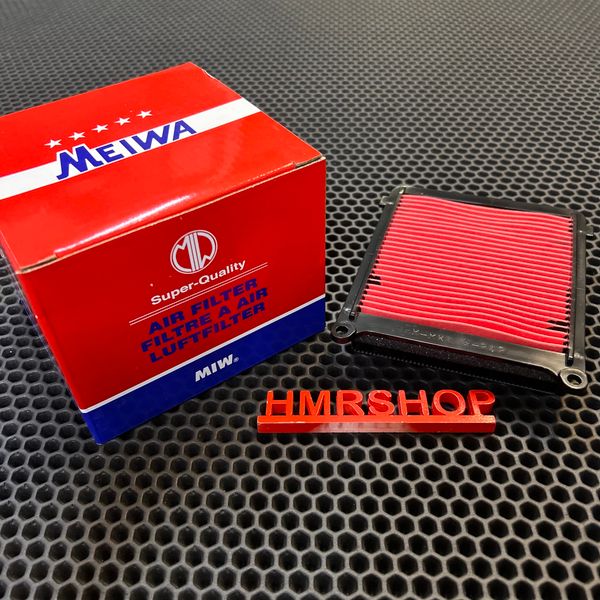 MEIWA
MIW
Super-Quality
AIR FILTER
FILTRE A AIR
LUFTFILTER
MIW®
HMRSHOP